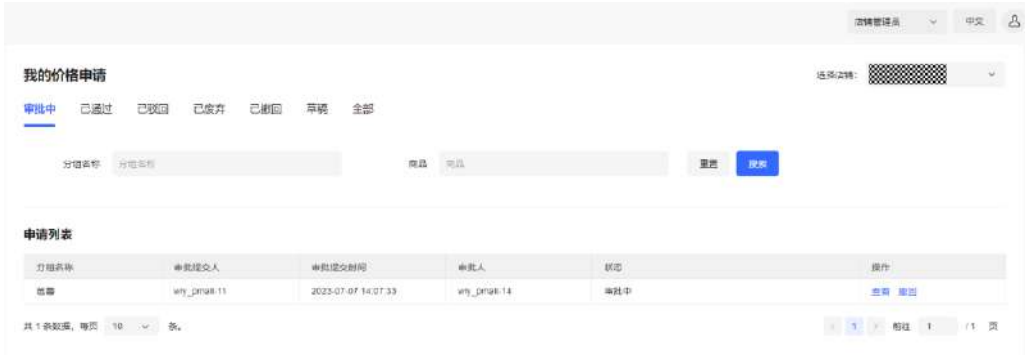 店铺管理员 中文
我的价格申请 选择店铺:
审批中 已通过 已驳回 已废弃 已撤回 草稿 全部
分组名称 分组名称 商品 商品 重置 搜索
申请列表
分组名称 审批提交人 审批提交时间 审批人 状态 操作
wny_pmall-11 2023-07-07 14:07:33 wny_pmall-14 审批中 查看 撤回
共 1 条数据, 每页 10 条。 1 前往 1 / 1 页